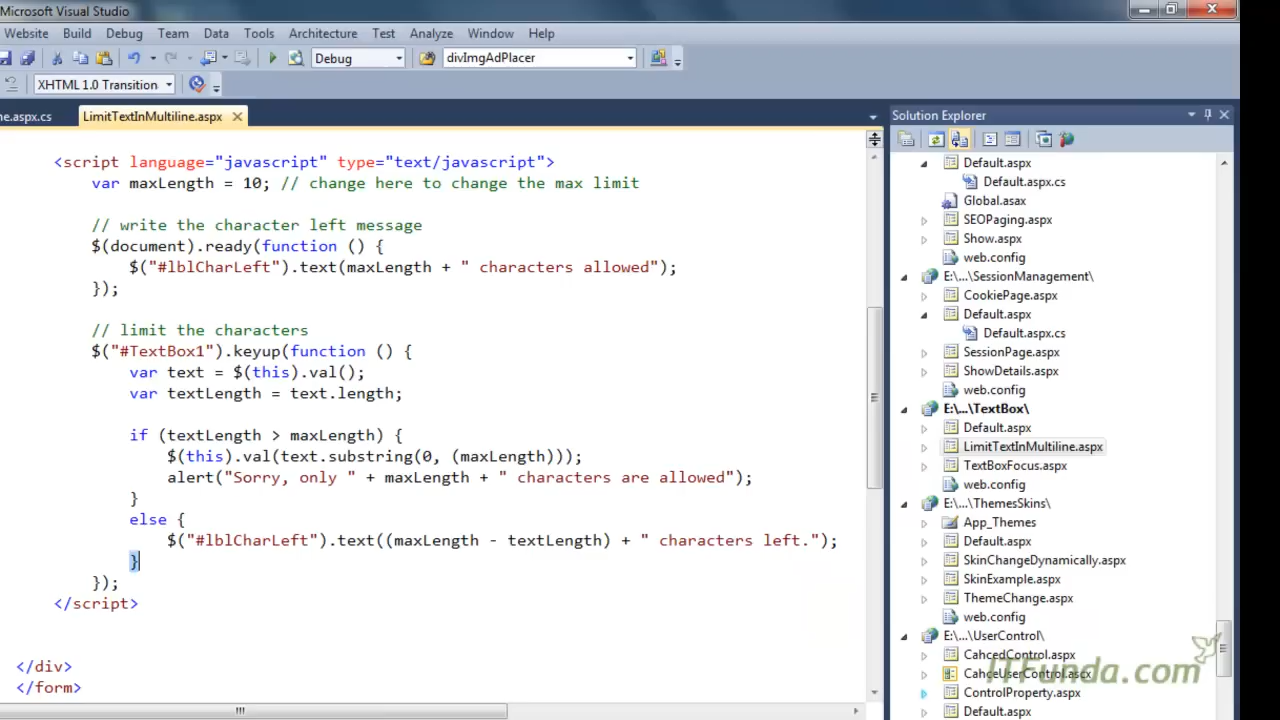 Microsoft Visual Studio
Website Build Debug Team Data Tools Architecture Test Analyze Window Help
Debug divImgAdPlacer
XHTML 1.0 Transition
ne.aspx.cs LimitTextInMultiline.aspx
<script language="javascript" type="text/javascript">
var maxLength = 10; // change here to change the max limit
// write the character left message
$(document).ready(function () {
$("#lblCharLeft").text(maxLength + " characters allowed");
});
// limit the characters
$("#TextBox1").keyup(function () {
var text = $(this).val();
var textLength = text.length;
if (textLength > maxLength) {
$(this).val(text.substring(0, (maxLength)));
alert("Sorry, only " + maxLength + " characters are allowed");
}
else {
$("#lblCharLeft").text((maxLength - textLength) + " characters left.");
}
});
</script>
</div>
</form>
Solution Explorer
Default.aspx
Default.aspx.cs
Global.asax
SEOPaging.aspx
Show.aspx
web.config
E:\...\SessionManagement\
CookiePage.aspx
Default.aspx
Default.aspx.cs
SessionPage.aspx
ShowDetails.aspx
web.config
E:\...\TextBox\
Default.aspx
LimitTextInMultiline.aspx
TextBoxFocus.aspx
web.config
E:\...\ThemesSkins\
App_Themes
Default.aspx
SkinChangeDynamically.aspx
SkinExample.aspx
ThemeChange.aspx
web.config
E:\...\UserControl\
CahcedControl.aspx
CahceUserControl.ascx
ControlProperty.aspx
Default.aspx
ITFunda.com